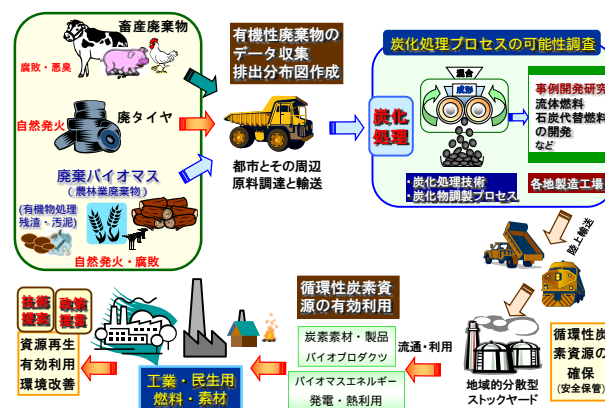 畜産廃棄物
腐敗・悪臭
自然発火
廃タイヤ
廃棄バイオマス
（農林業廃棄物）
(有機物処理
残渣・汚泥)
自然発火・腐敗
有機性廃棄物の
データ収集
排出分布図作成
都市とその周辺
原料調達と輸送
炭化処理プロセスの可能性調査
炭化
処理
混合
成形
事例開発研究
流体燃料
石炭代替燃料
の開発
など
・炭化処理技術
・炭化物調製プロセス
各地製造工場
陸上輸送
循環性炭
素資源の
確保
(安全保管)
地域的分散型
ストックヤード
流通・利用
循環性炭素資
源の有効利用
炭素素材・製品
バイオプロダクツ
バイオマスエネルギー
発電・熱利用
工業・民生用
燃料・素材
技術
提案
政策
提言
資源再生
有効利用
環境改善